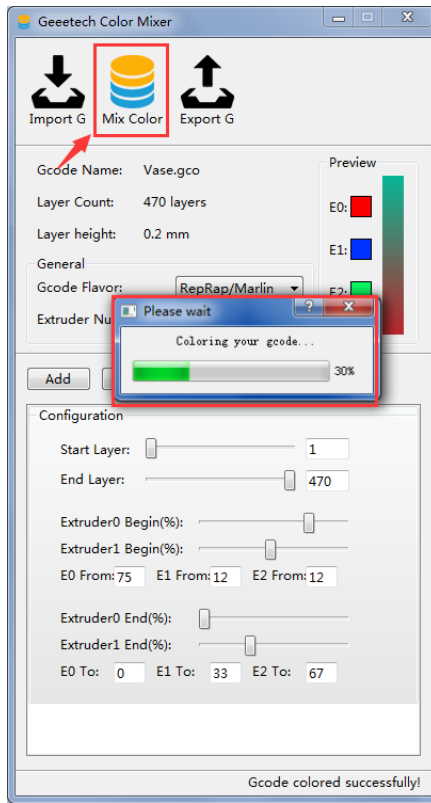 Geeetech Color Mixer
Import G
Mix Color
Export G
Gcode Name: Vase.gco
Preview
Layer Count: 470 layers
E0:
Layer height: 0.2 mm
E1:
General
Gcode Flavor: RepRap/Marlin
E2:
Extruder Nu
Please wait
Coloring your gcode...
30%
Add
Configuration
Start Layer: 1
End Layer: 470
Extruder0 Begin(%):
Extruder1 Begin(%):
E0 From: 75 E1 From: 12 E2 From: 12
Extruder0 End(%):
Extruder1 End(%):
E0 To: 0 E1 To: 33 E2 To: 67
Gcode colored successfully!